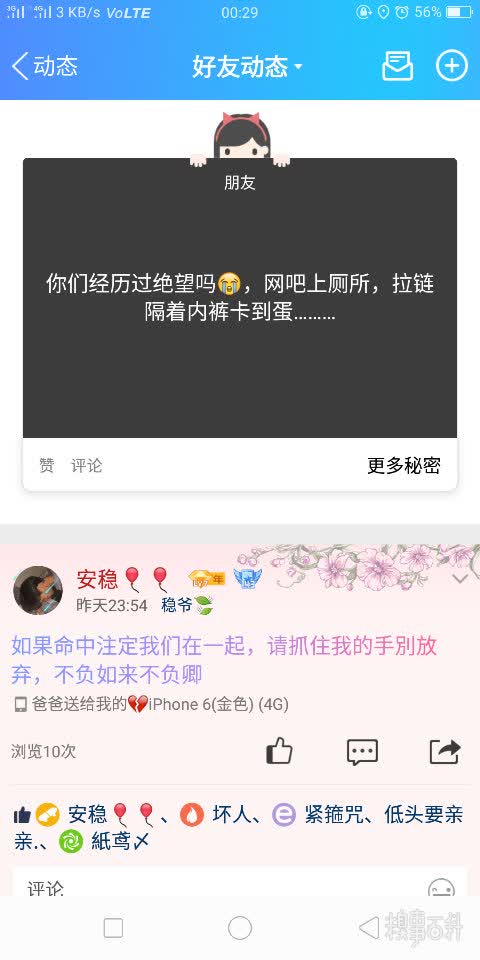 3G 4G 3 KB/s VoLTE 00:29 56%
动态 好友动态
朋友
你们经历过绝望吗😭，网吧上厕所，拉链
隔着内裤卡到蛋………
赞 评论 更多秘密
安稳🎈🎈 年
昨天23:54 稳爷🍃
如果命中注定我们在一起，请抓住我的手别放
弃，不负如来不负卿
爸爸送给我的💔iPhone 6(金色) (4G)
浏览10次
安稳🎈🎈、坏人、紧箍咒、低头要亲
亲.、紙鸢〆
评论
糗事百科